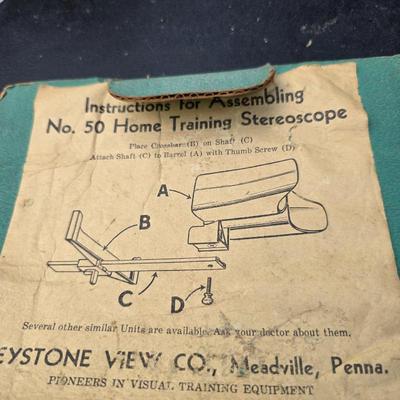 Instructions for Assembling
No. 50 Home Training Stereoscope
Place Crossbar (B) on Shaft (C)
Attach Shaft (C) to Barrel (A) with Thumb Screw (D)
A
B
C
D
Several other similar Units are available. Ask your doctor about them.
EYSTONE VIEW CO., Meadville, Penna.
PIONEERS IN VISUAL TRAINING EQUIPMENT